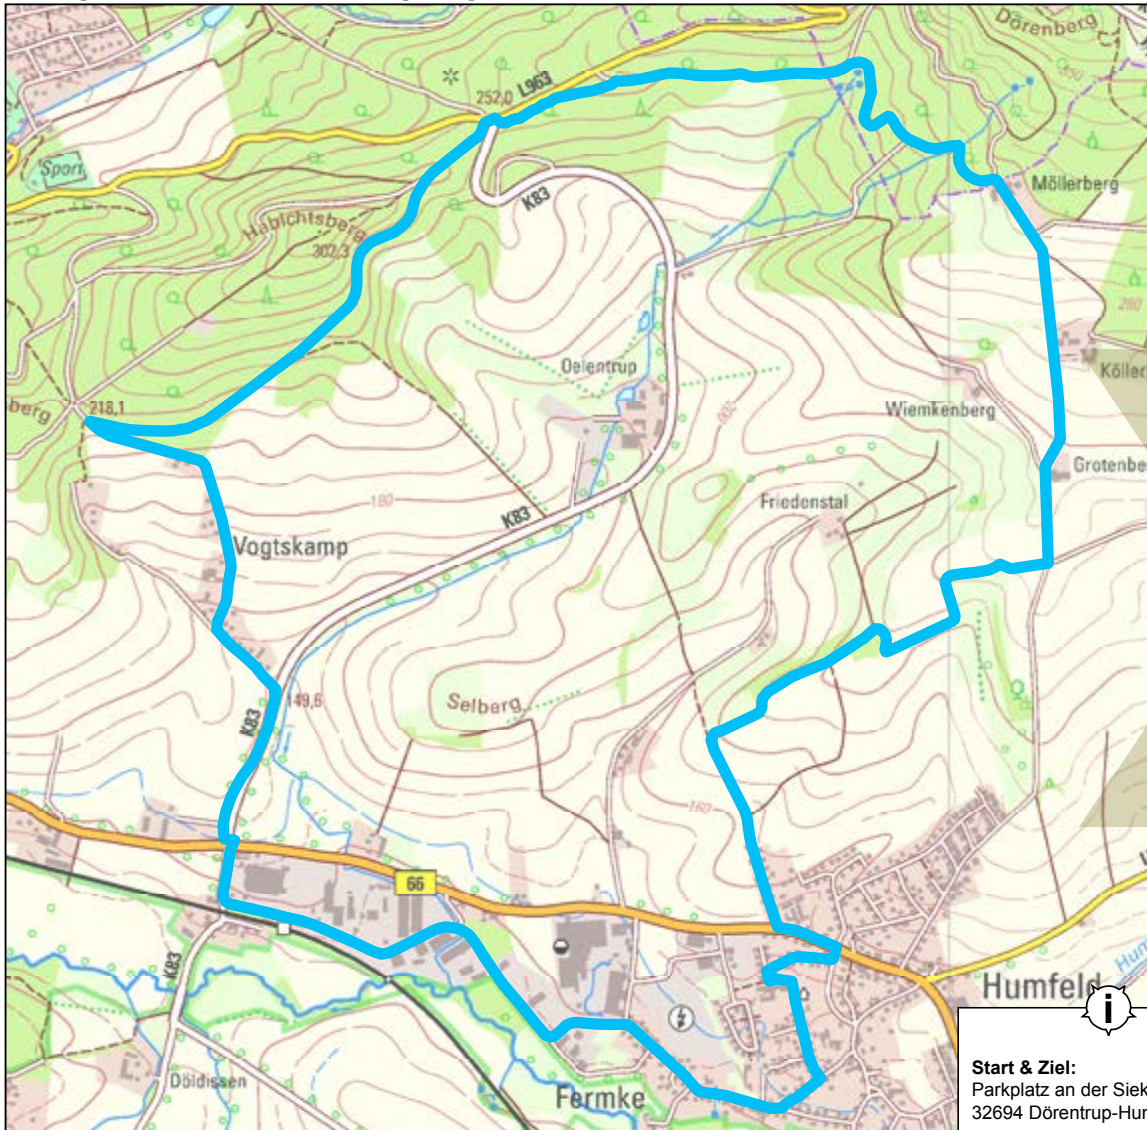 Dörenberg
350
252,0
L963
Sport
Möllerberg
K83
Habichtsberg
302,3
280
Oelentrup
200
berg
218,1
Wiemkenberg
Grotenbe
180
K83
Friedenstal
Vogtskamp
149,6
K83
Selberg
160
66
K83
Humfeld
i
Döldissen
Fermke
Start & Ziel:
Parkplatz an der Siek
32694 Dörentrup-Hum